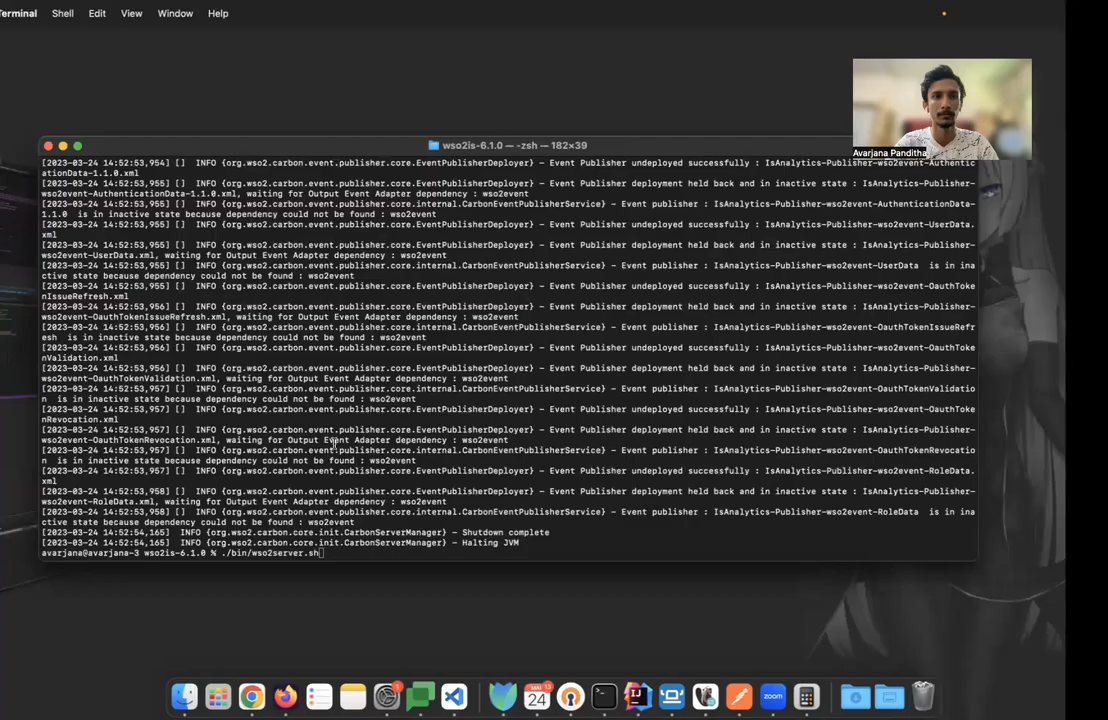 Terminal Shell Edit View Window Help
Avarjana Panditha
wso2is-6.1.0 — -zsh — 182×39
[2023-03-24 14:52:53,954] [] INFO {org.wso2.carbon.event.publisher.core.EventPublisherDeployer} - Event Publisher undeployed successfully : IsAnalytics-Publisher-wso2event-Authentic
ationData-1.1.0.xml
[2023-03-24 14:52:53,955] [] INFO {org.wso2.carbon.event.publisher.core.EventPublisherDeployer} - Event Publisher deployment held back and in inactive state : IsAnalytics-Publisher-
wso2event-AuthenticationData-1.1.0.xml, waiting for Output Event Adapter dependency : wso2event
[2023-03-24 14:52:53,955] [] INFO {org.wso2.carbon.event.publisher.core.internal.CarbonEventPublisherService} - Event publisher : IsAnalytics-Publisher-wso2event-AuthenticationData-
1.1.0 is in inactive state because dependency could not be found : wso2event
[2023-03-24 14:52:53,955] [] INFO {org.wso2.carbon.event.publisher.core.EventPublisherDeployer} - Event Publisher undeployed successfully : IsAnalytics-Publisher-wso2event-UserData.
xml
[2023-03-24 14:52:53,955] [] INFO {org.wso2.carbon.event.publisher.core.EventPublisherDeployer} - Event Publisher deployment held back and in inactive state : IsAnalytics-Publisher-
wso2event-UserData.xml, waiting for Output Event Adapter dependency : wso2event
[2023-03-24 14:52:53,955] [] INFO {org.wso2.carbon.event.publisher.core.internal.CarbonEventPublisherService} - Event publisher : IsAnalytics-Publisher-wso2event-UserData is in ina
ctive state because dependency could not be found : wso2event
[2023-03-24 14:52:53,956] [] INFO {org.wso2.carbon.event.publisher.core.EventPublisherDeployer} - Event Publisher undeployed successfully : IsAnalytics-Publisher-wso2event-OauthToke
nIssueRefresh.xml
[2023-03-24 14:52:53,956] [] INFO {org.wso2.carbon.event.publisher.core.EventPublisherDeployer} - Event Publisher deployment held back and in inactive state : IsAnalytics-Publisher-
wso2event-OauthTokenIssueRefresh.xml, waiting for Output Event Adapter dependency : wso2event
[2023-03-24 14:52:53,956] [] INFO {org.wso2.carbon.event.publisher.core.internal.CarbonEventPublisherService} - Event publisher : IsAnalytics-Publisher-wso2event-OauthTokenIssueRefr
esh is in inactive state because dependency could not be found : wso2event
[2023-03-24 14:52:53,956] [] INFO {org.wso2.carbon.event.publisher.core.EventPublisherDeployer} - Event Publisher undeployed successfully : IsAnalytics-Publisher-wso2event-OauthToke
nValidation.xml
[2023-03-24 14:52:53,956] [] INFO {org.wso2.carbon.event.publisher.core.EventPublisherDeployer} - Event Publisher deployment held back and in inactive state : IsAnalytics-Publisher-
wso2event-OauthTokenValidation.xml, waiting for Output Event Adapter dependency : wso2event
[2023-03-24 14:52:53,957] [] INFO {org.wso2.carbon.event.publisher.core.internal.CarbonEventPublisherService} - Event publisher : IsAnalytics-Publisher-wso2event-OauthTokenValidatio
n is in inactive state because dependency could not be found : wso2event
[2023-03-24 14:52:53,957] [] INFO {org.wso2.carbon.event.publisher.core.EventPublisherDeployer} - Event Publisher undeployed successfully : IsAnalytics-Publisher-wso2event-OauthToke
nRevocation.xml
[2023-03-24 14:52:53,957] [] INFO {org.wso2.carbon.event.publisher.core.EventPublisherDeployer} - Event Publisher deployment held back and in inactive state : IsAnalytics-Publisher-
wso2event-OauthTokenRevocation.xml, waiting for Output Event Adapter dependency : wso2event
[2023-03-24 14:52:53,957] [] INFO {org.wso2.carbon.event.publisher.core.internal.CarbonEventPublisherService} - Event publisher : IsAnalytics-Publisher-wso2event-OauthTokenRevocatio
n is in inactive state because dependency could not be found : wso2event
[2023-03-24 14:52:53,957] [] INFO {org.wso2.carbon.event.publisher.core.EventPublisherDeployer} - Event Publisher undeployed successfully : IsAnalytics-Publisher-wso2event-RoleData.
xml
[2023-03-24 14:52:53,958] [] INFO {org.wso2.carbon.event.publisher.core.EventPublisherDeployer} - Event Publisher deployment held back and in inactive state : IsAnalytics-Publisher-
wso2event-RoleData.xml, waiting for Output Event Adapter dependency : wso2event
[2023-03-24 14:52:53,958] [] INFO {org.wso2.carbon.event.publisher.core.internal.CarbonEventPublisherService} - Event publisher : IsAnalytics-Publisher-wso2event-RoleData is in ina
ctive state because dependency could not be found : wso2event
[2023-03-24 14:52:54,165] INFO {org.wso2.carbon.core.init.CarbonServerManager} - Shutdown complete
[2023-03-24 14:52:54,165] INFO {org.wso2.carbon.core.init.CarbonServerManager} - Halting JVM
avarjana@avarjana-3 wso2is-6.1.0 % ./bin/wso2server.sh
24
zoom